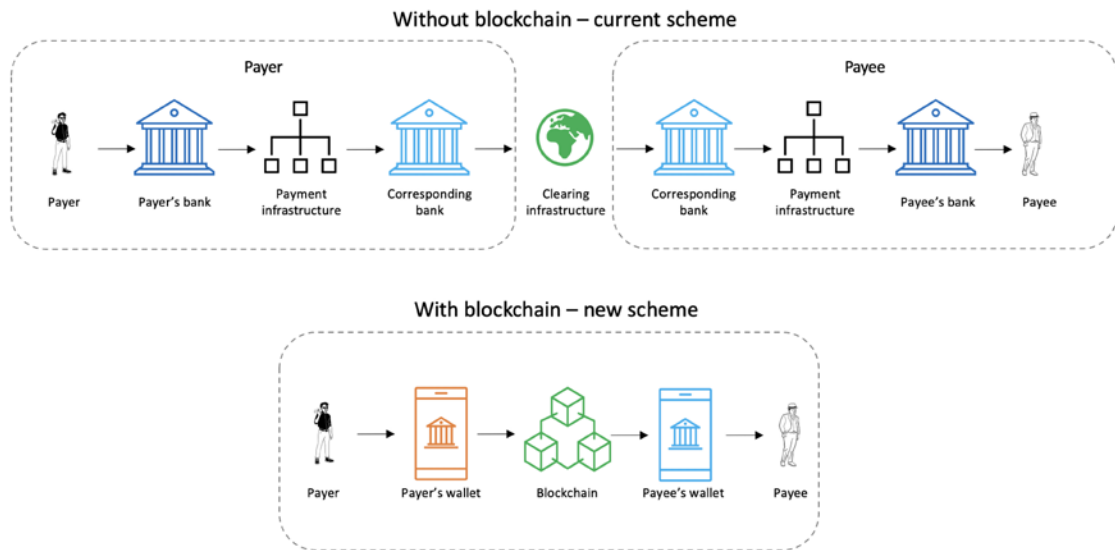 Without blockchain – current scheme
Payer
Payee
Payer
Payer's bank
Payment
infrastructure
Corresponding
bank
Clearing
infrastructure
Corresponding
bank
Payment
infrastructure
Payee's bank
Payee
With blockchain – new scheme
Payer
Payer's wallet
Blockchain
Payee's wallet
Payee